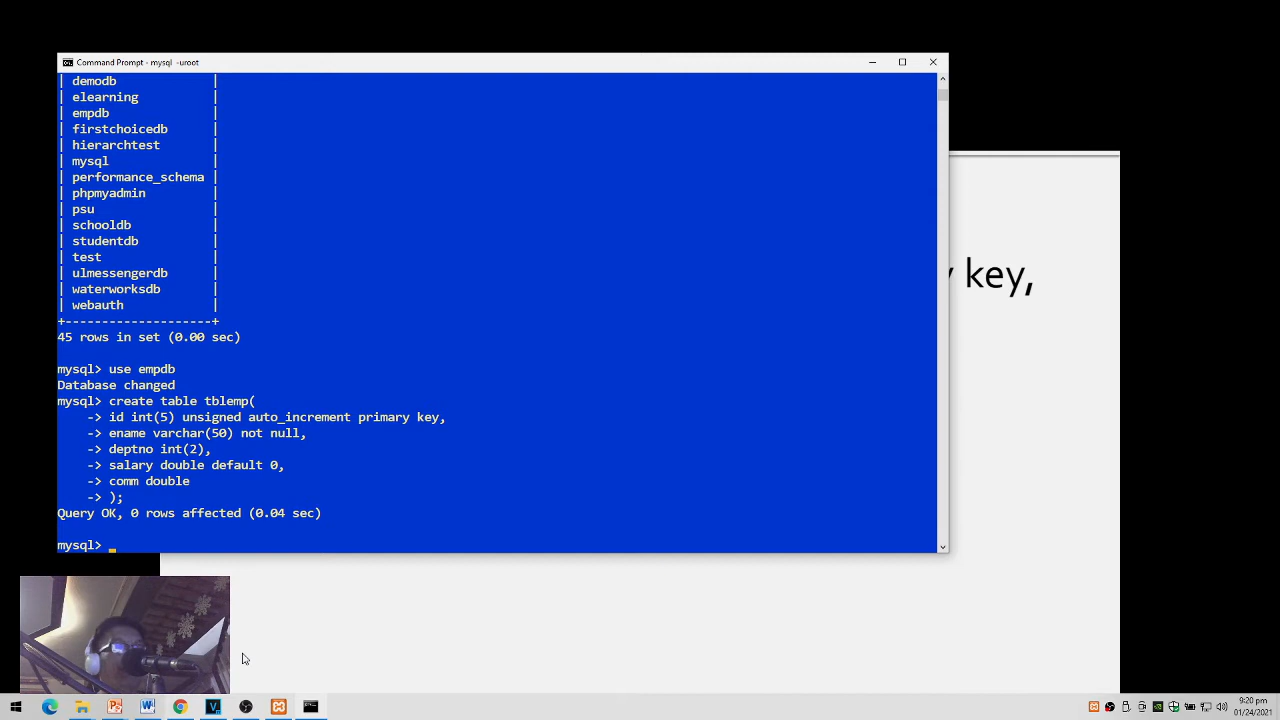 Command Prompt - mysql -uroot
| demodb |
| elearning |
| empdb |
| firstchoicedb |
| hierarchtest |
| mysql |
| performance_schema |
| phpmyadmin |
| psu |
| schooldb |
| studentdb |
| test |
| ulmessengerdb |
| waterworksdb |
| webauth |
+--------------------+
45 rows in set (0.00 sec)
mysql> use empdb
Database changed
mysql> create table tblemp(
-> id int(5) unsigned auto_increment primary key,
-> ename varchar(50) not null,
-> deptno int(2),
-> salary double default 0,
-> comm double
-> );
Query OK, 0 rows affected (0.04 sec)
mysql>
key,
9:20 pm
01/24/2021